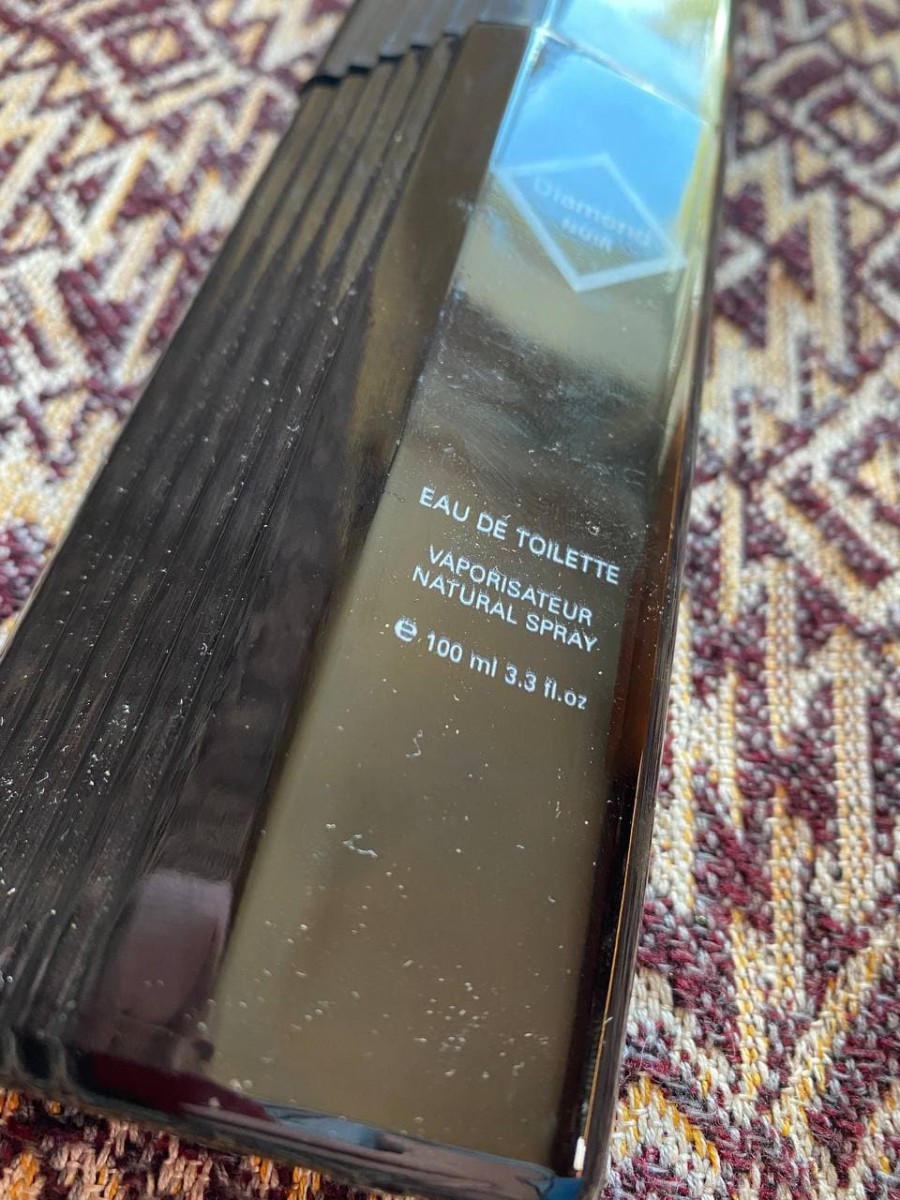 Diamond
NOIR
EAU DE TOILETTE
VAPORISATEUR
NATURAL SPRAY
℮ 100 ml 3.3 fl.oz